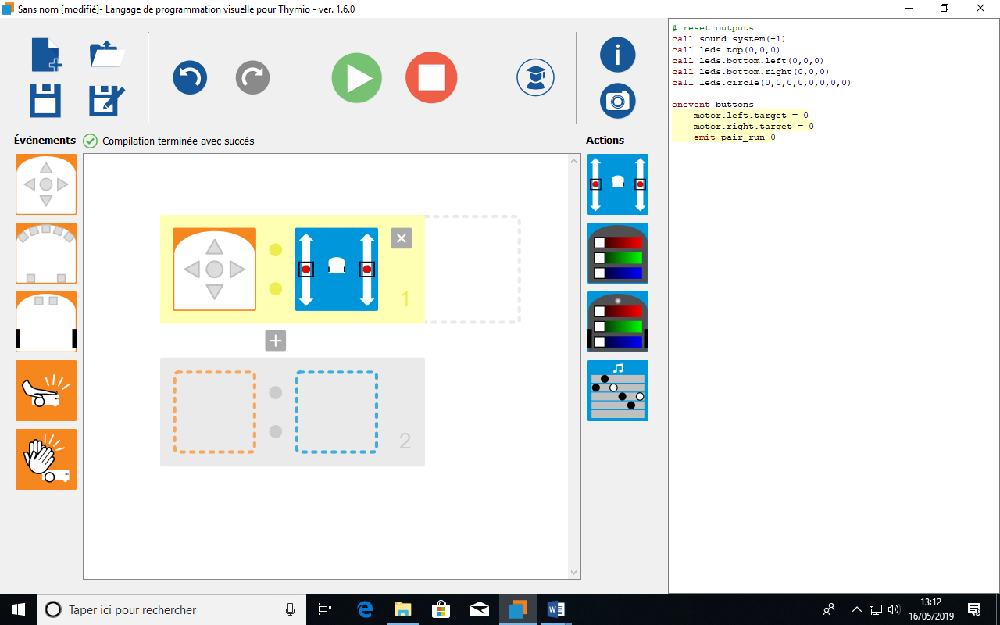 Sans nom [modifié]- Langage de programmation visuelle pour Thymio - ver. 1.6.0
Événements
Compilation terminée avec succès
Actions
1
2
# reset outputs
call sound.system(-1)
call leds.top(0,0,0)
call leds.bottom.left(0,0,0)
call leds.bottom.right(0,0,0)
call leds.circle(0,0,0,0,0,0,0,0)
onevent buttons
motor.left.target = 0
motor.right.target = 0
emit pair_run 0
Taper ici pour rechercher
13:12
16/05/2019